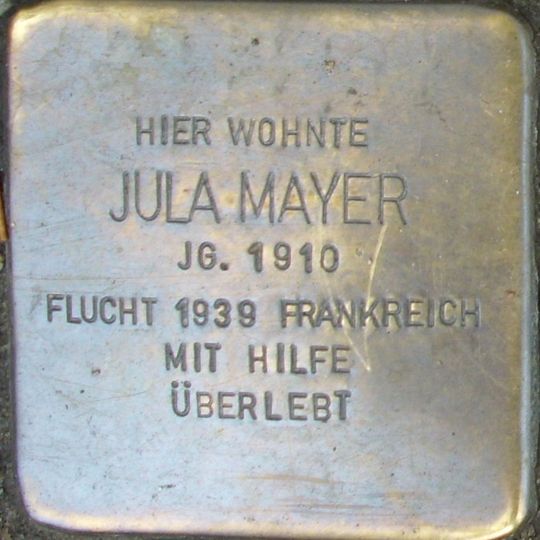 HIER WOHNTE
JULA MAYER
JG. 1910
FLUCHT 1939 FRANKREICH
MIT HILFE
ÜBERLEBT